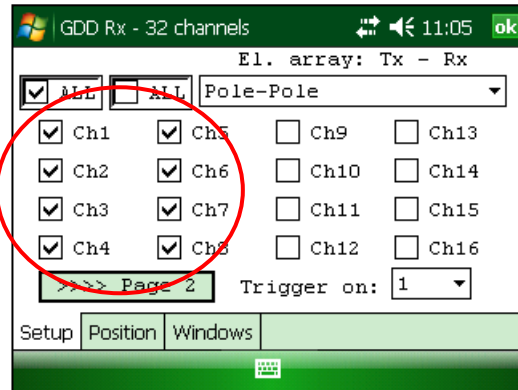 GDD Rx - 32 channels 11:05 ok
El. array: Tx - Rx
ALL ALL Pole-Pole
Ch1 Ch5 Ch9 Ch13
Ch2 Ch6 Ch10 Ch14
Ch3 Ch7 Ch11 Ch15
Ch4 Ch8 Ch12 Ch16
>>>> Page 2 Trigger on: 1
Setup Position Windows